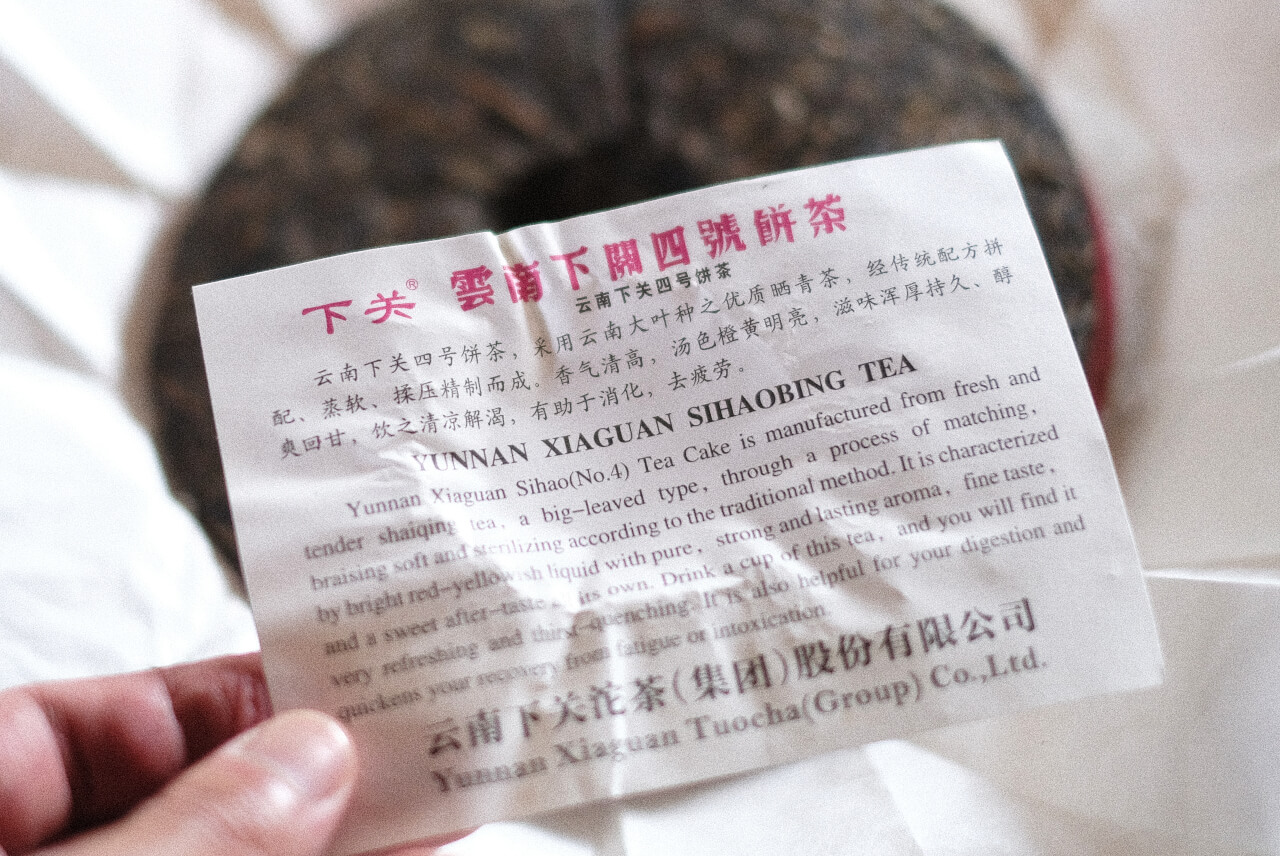 下关® 雲南下關四號餅茶
云南下关四号饼茶
云南下关四号饼茶，采用云南大叶种之优质晒青茶，经传统配方拼
配、蒸软、揉压精制而成。香气清高，汤色橙黄明亮，滋味浑厚持久、醇
爽回甘，饮之清凉解渴，有助于消化，去疲劳。
YUNNAN XIAGUAN SIHAOBING TEA
Yunnan Xiaguan Sihao(No.4) Tea Cake is manufactured from fresh and
tender shaiqing tea, a big-leaved type, through a process of matching,
braising soft and sterilizing according to the traditional method. It is characterized
by bright red-yellowish liquid with pure, strong and lasting aroma, fine taste,
and a sweet after-taste its own. Drink a cup of this tea, and you will find it
very refreshing and thirst-quenching. It is also helpful for your digestion and
quickens your recovery from fatigue or intoxication.
云南下关沱茶(集团)股份有限公司
Yunnan Xiaguan Tuocha(Group) Co.,Ltd.